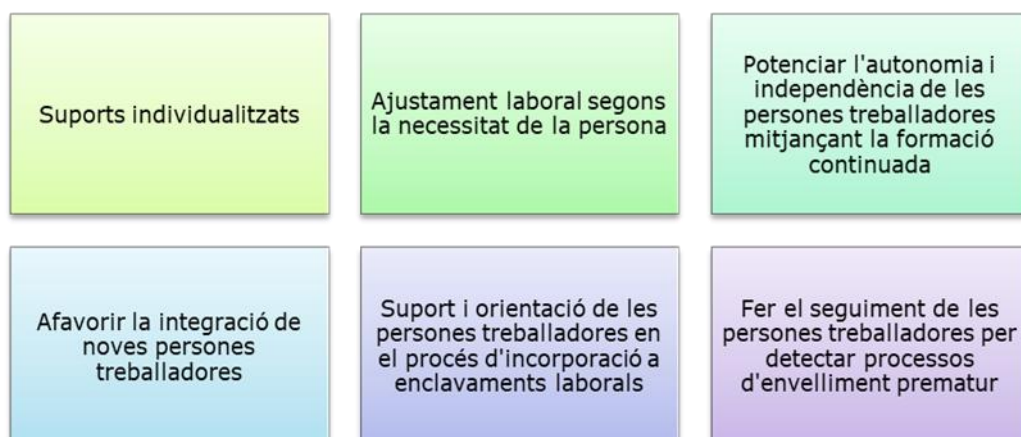 Suports individualitzats
Ajustament laboral segons
la necessitat de la persona
Potenciar l'autonomia i
independència de les
persones treballadores
mitjançant la formació
continuada
Afavorir la integració de
noves persones
treballadores
Suport i orientació de les
persones treballadores en
el procés d'incorporació a
enclavaments laborals
Fer el seguiment de les
persones treballadores per
detectar processos
d'envelliment prematur